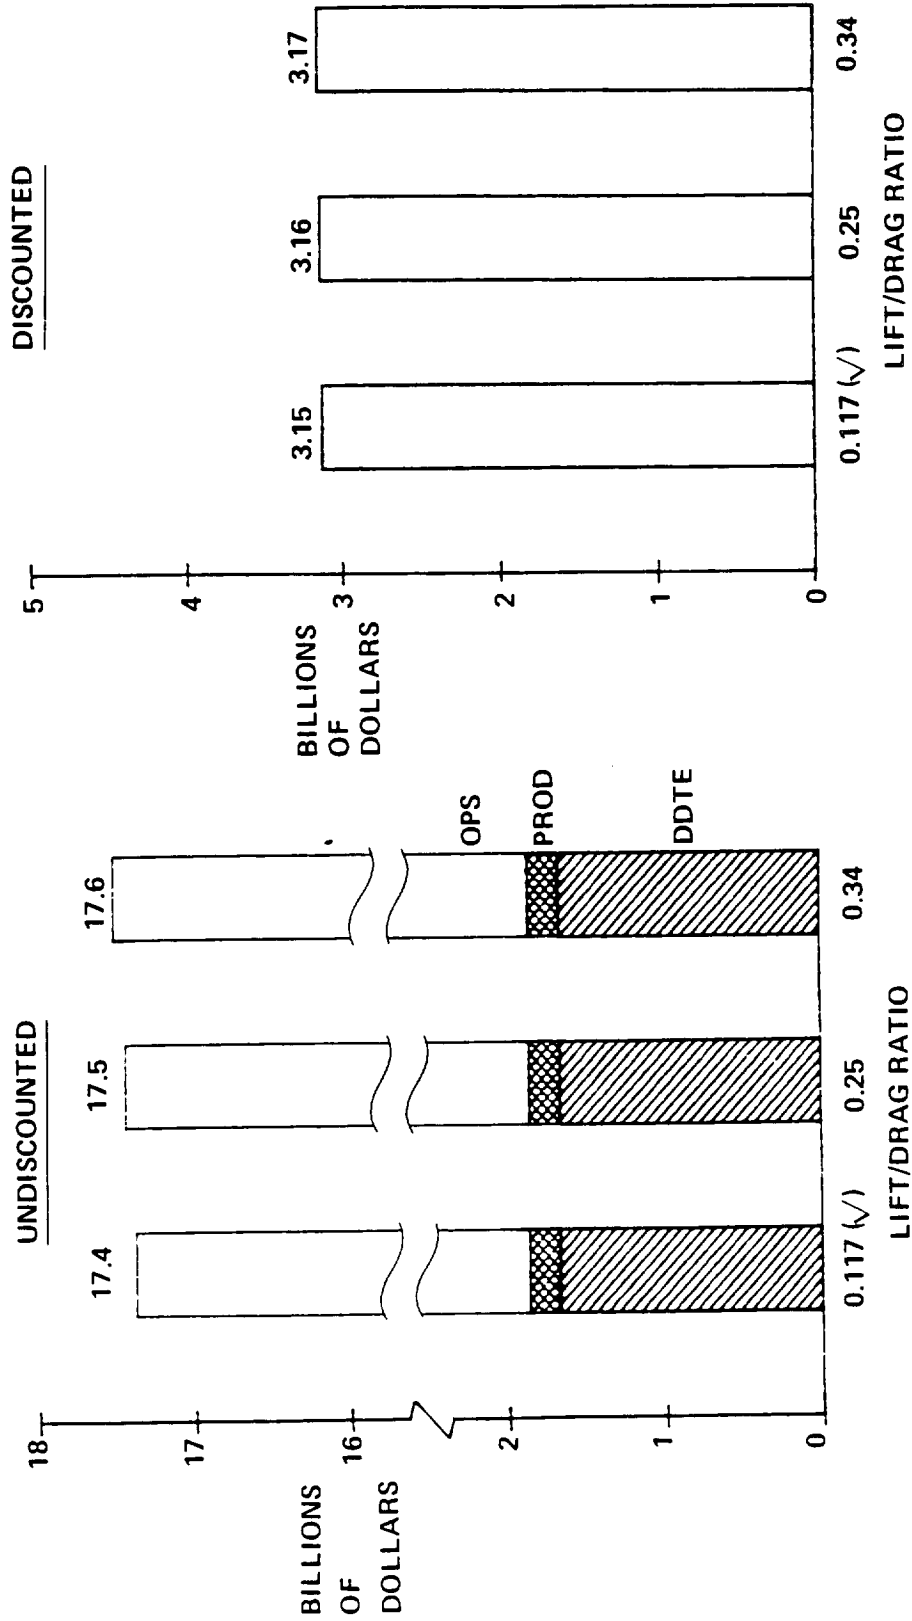 UNDISCOUNTED
18
17
16
2
1
0
BILLIONS
OF
DOLLARS
17.4
17.5
17.6
OPS
PROD
DDTE
0.117 (√)
0.25
0.34
LIFT/DRAG RATIO
DISCOUNTED
5
4
3
2
1
0
BILLIONS
OF
DOLLARS
3.15
3.16
3.17
0.117 (√)
0.25
0.34
LIFT/DRAG RATIO